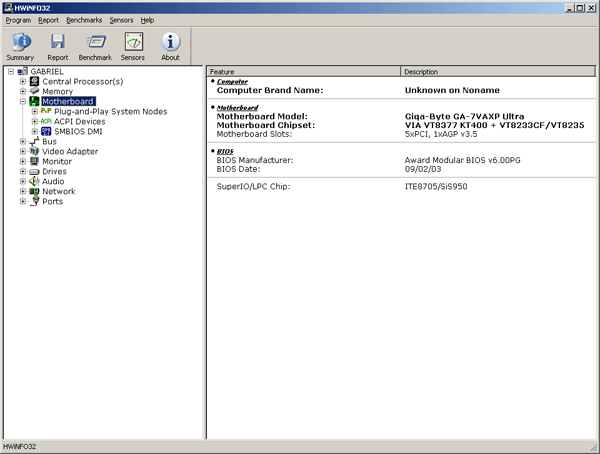 HWiNFO32
Program Report Benchmarks Sensors Help
Summary Report Benchmark Sensors About
GABRIEL
Central Processor(s)
Memory
Motherboard
PnP Plug-and-Play System Nodes
ACPI ACPI Devices
SMBIOS DMI
Bus
Video Adapter
Monitor
Drives
Audio
Network
Ports
Feature Description
Computer
Computer Brand Name: Unknown on Noname
Motherboard
Motherboard Model: Giga-Byte GA-7VAXP Ultra
Motherboard Chipset: VIA VT8377 KT400 + VT8233CF/VT8235
Motherboard Slots: 5xPCI, 1xAGP v3.5
BIOS
BIOS Manufacturer: Award Modular BIOS v6.00PG
BIOS Date: 09/02/03
SuperIO/LPC Chip: ITE8705/SiS950
HWiNFO32